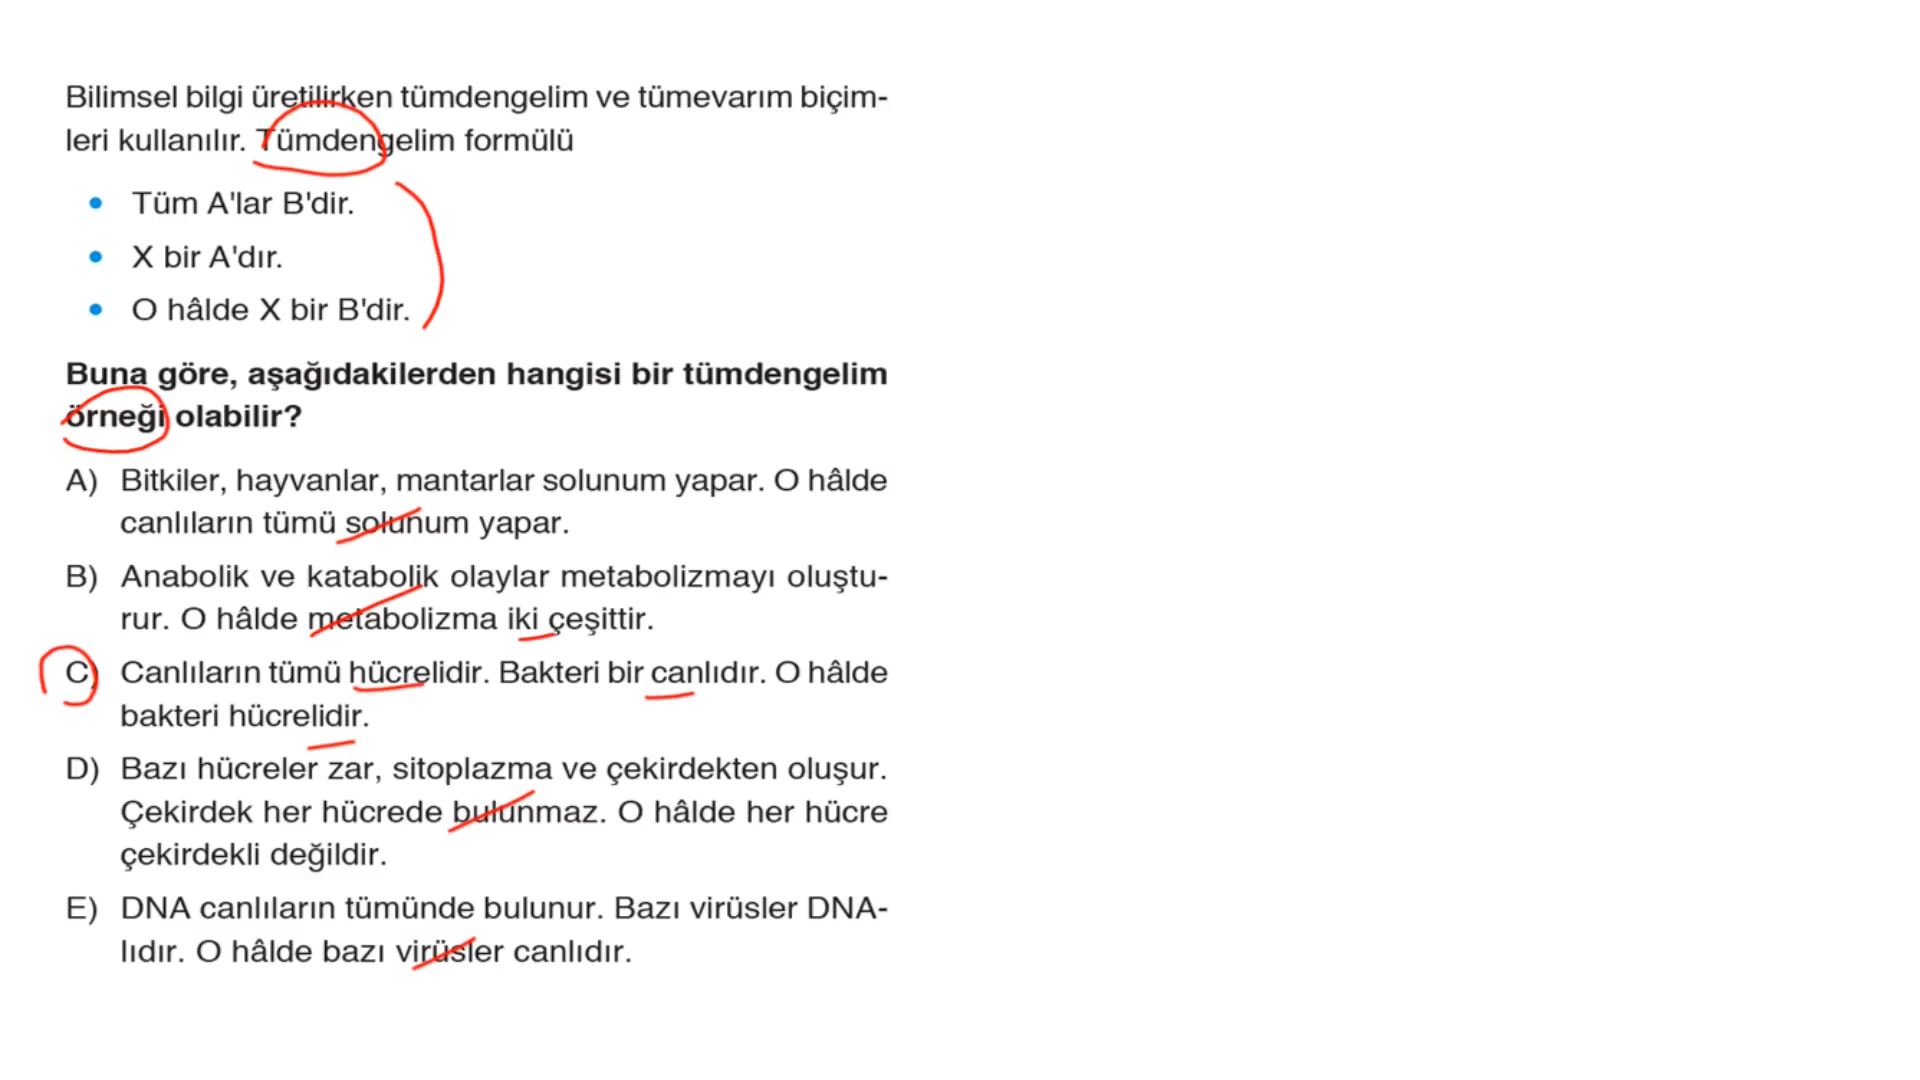 Bilimsel bilgi üretilirken tümdengelim ve tümevarım biçim-
leri kullanılır. Tümdengelim formülü
• Tüm A'lar B'dir.
• X bir A'dır.
• O hâlde X bir B'dir.
Buna göre, aşağıdakilerden hangisi bir tümdengelim
örneği olabilir?
A) Bitkiler, hayvanlar, mantarlar solunum yapar. O hâlde
canlıların tümü solunum yapar.
B) Anabolik ve katabolik olaylar metabolizmayı oluştu-
rur. O hâlde metabolizma iki çeşittir.
C) Canlıların tümü hücrelidir. Bakteri bir canlıdır. O hâlde
bakteri hücrelidir.
D) Bazı hücreler zar, sitoplazma ve çekirdekten oluşur.
Çekirdek her hücrede bulunmaz. O hâlde her hücre
çekirdekli değildir.
E) DNA canlıların tümünde bulunur. Bazı virüsler DNA-
lıdır. O hâlde bazı virüsler canlıdır.